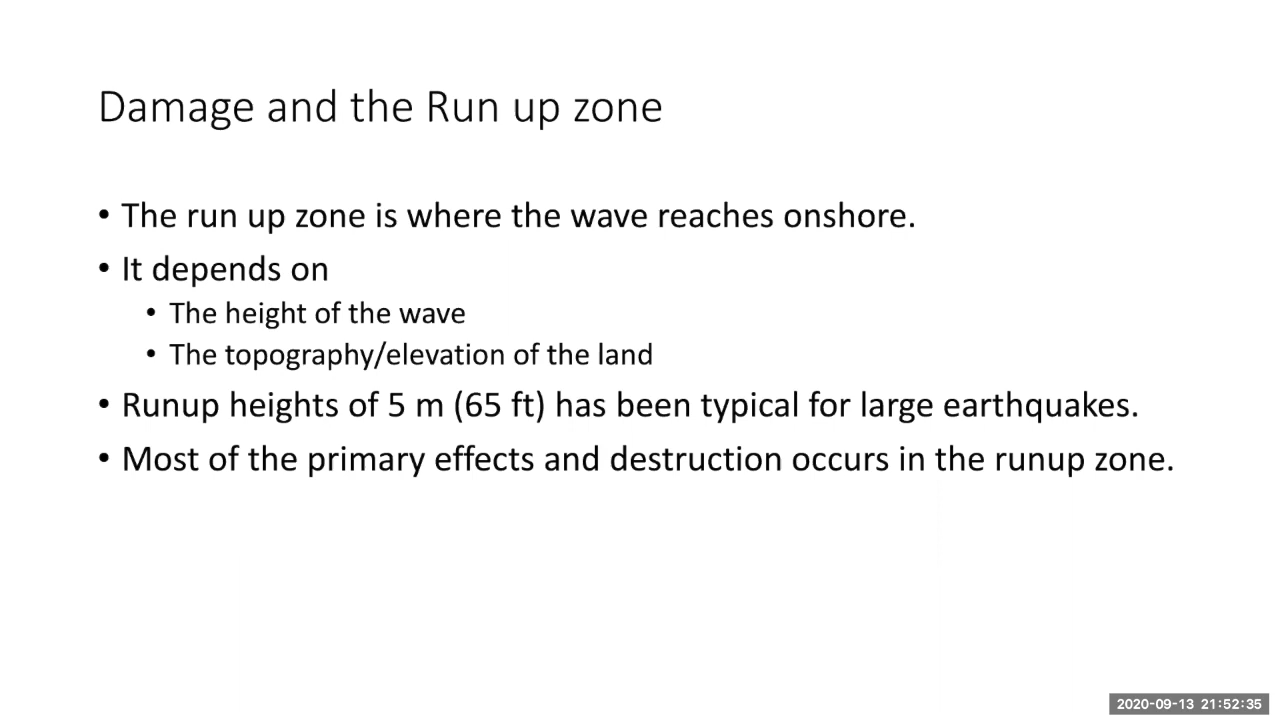 Damage and the Run up zone
• The run up zone is where the wave reaches onshore.
• It depends on
• The height of the wave
• The topography/elevation of the land
• Runup heights of 5 m (65 ft) has been typical for large earthquakes.
• Most of the primary effects and destruction occurs in the runup zone.
2020-09-13 21:52:35